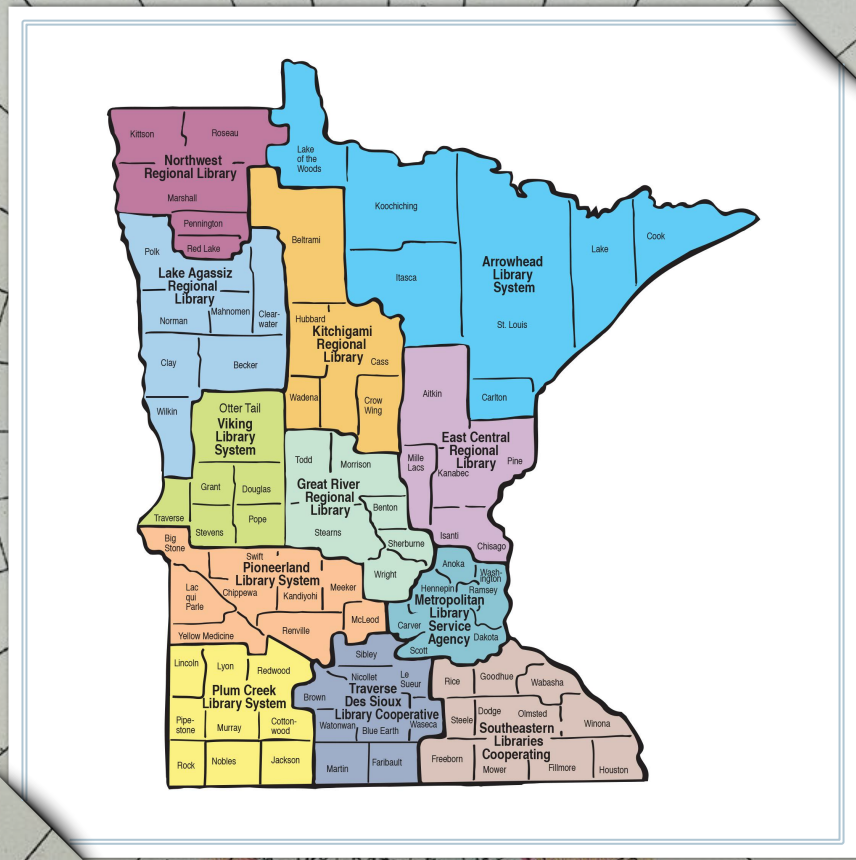 Kittson
Roseau
Northwest
Regional Library
Marshall
Pennington
Red Lake
Lake
of the
Woods
Koochiching
Itasca
Arrowhead
Library
System
St. Louis
Lake
Cook
Carlton
Beltrami
Hubbard
Kitchigami
Regional
Library
Cass
Wadena
Crow
Wing
Polk
Lake Agassiz
Regional
Library
Norman
Mahnomen
Clear-
water
Clay
Becker
Wilkin
Otter Tail
Viking
Library
System
Grant
Douglas
Traverse
Stevens
Pope
Aitkin
East Central
Regional
Library
Mille
Lacs
Kanabec
Pine
Isanti
Chisago
Todd
Morrison
Great River
Regional
Library
Benton
Stearns
Sherburne
Wright
Big
Stone
Swift
Pioneerland
Library System
Lac
qui
Parle
Chippewa
Kandiyohi
Meeker
McLeod
Renville
Yellow Medicine
Anoka
Wash-
ington
Hennepin
Ramsey
Metropolitan
Library
Service
Agency
Carver
Scott
Dakota
Lincoln
Lyon
Redwood
Plum Creek
Library System
Pipe-
stone
Murray
Cotton-
wood
Rock
Nobles
Jackson
Sibley
Nicollet
Le
Sueur
Brown
Traverse
Des Sioux
Library Cooperative
Watonwan
Blue Earth
Waseca
Martin
Faribault
Rice
Goodhue
Wabasha
Steele
Dodge
Olmsted
Winona
Southeastern
Libraries
Cooperating
Freeborn
Mower
Fillmore
Houston